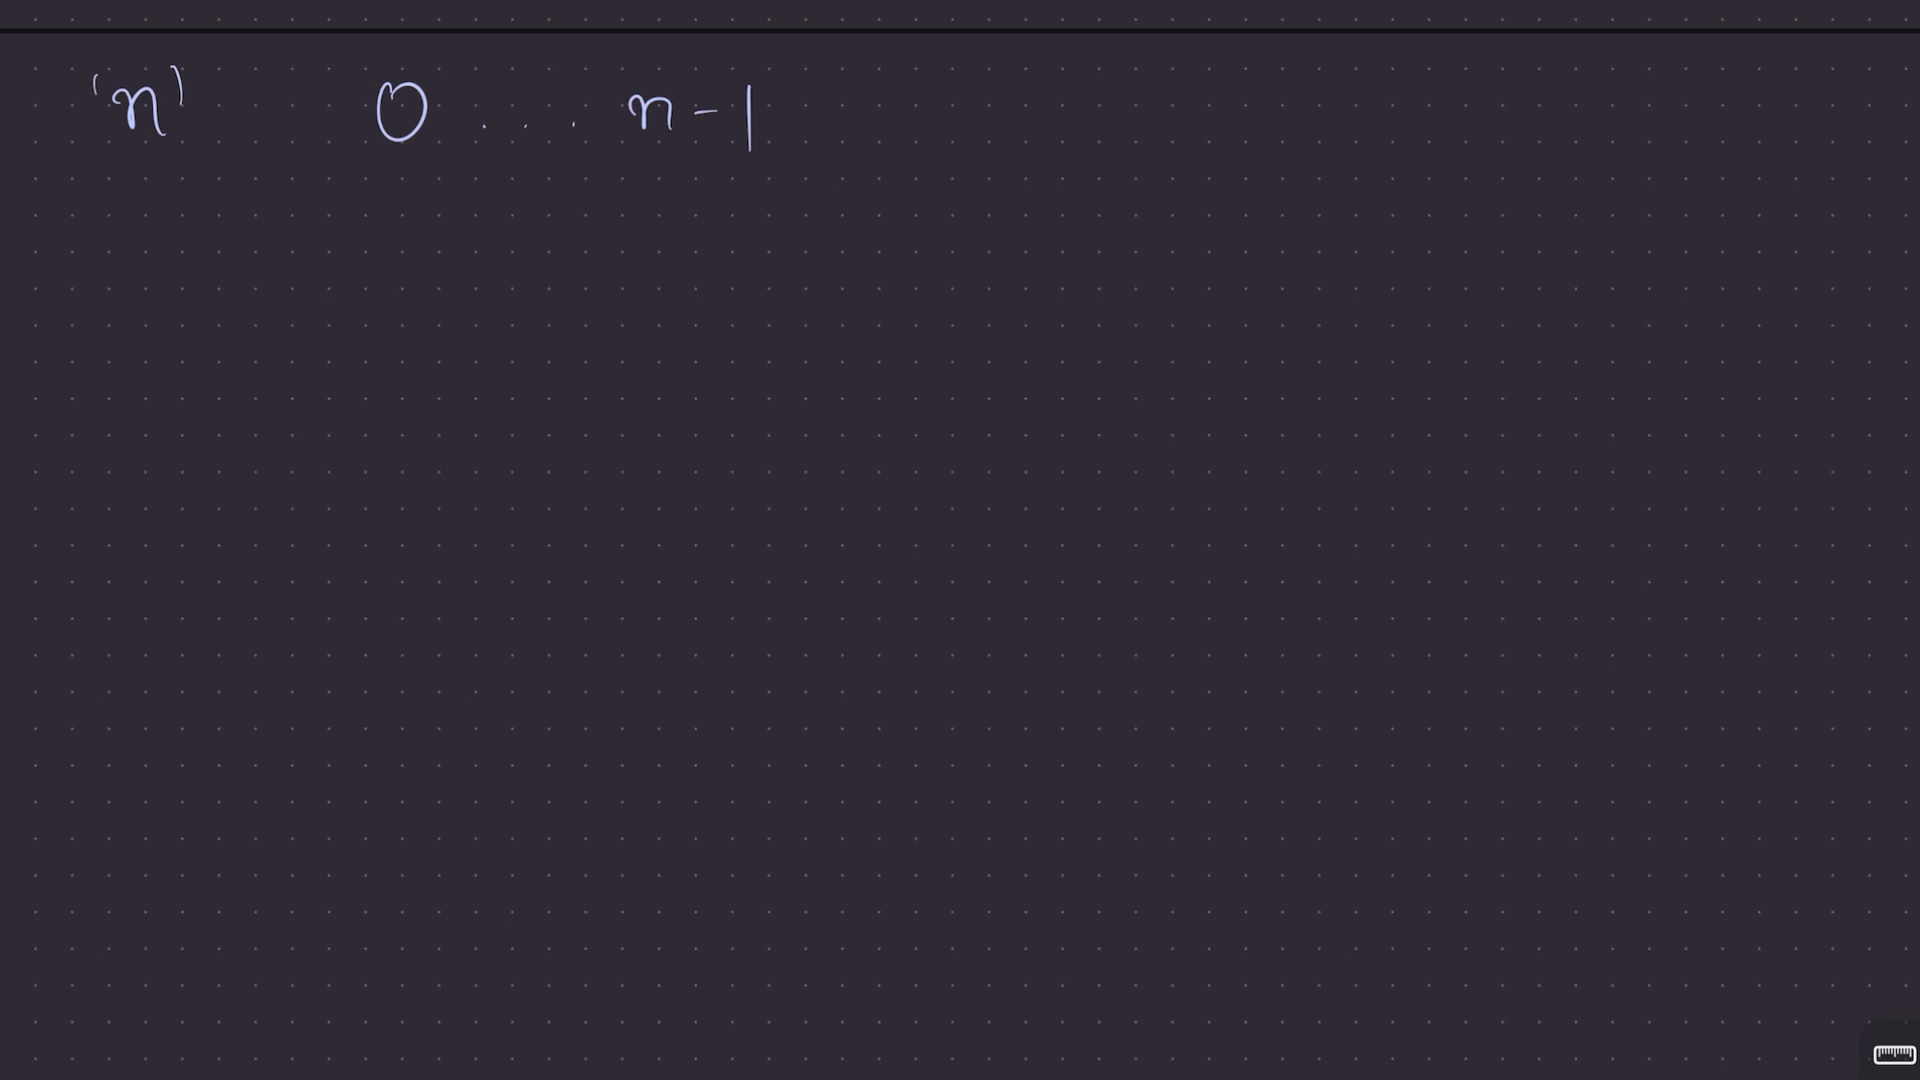 'n' 0 . . . n - 1